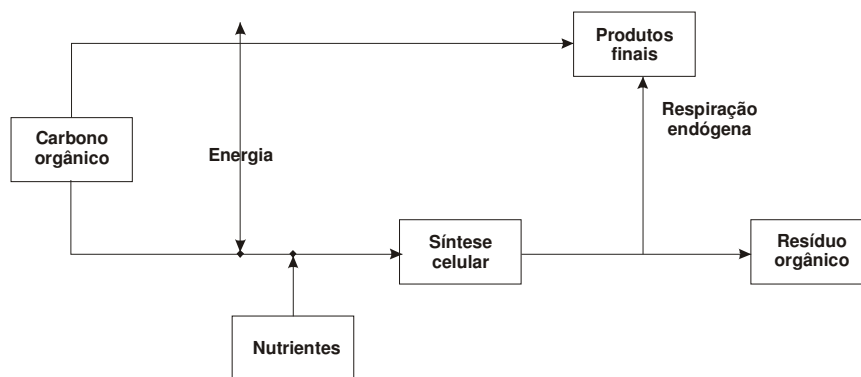 Produtos
finais
Respiração
endógena
Carbono
orgânico
Energia
Síntese
celular
Resíduo
orgânico
Nutrientes